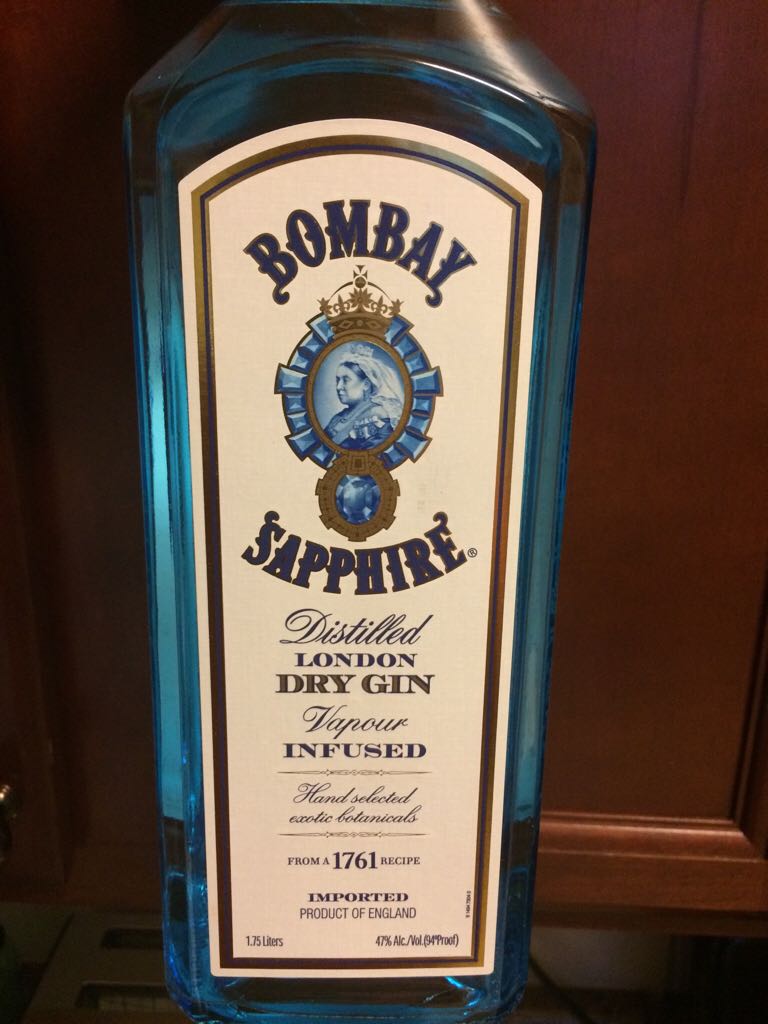 BOMBAY
SAPPHIRE®
Distilled
LONDON
DRY GIN
Vapour
INFUSED
Hand selected
exotic botanicals
FROM A 1761 RECIPE
IMPORTED
PRODUCT OF ENGLAND
1.75 Liters 47% Alc./Vol.(94°Proof)